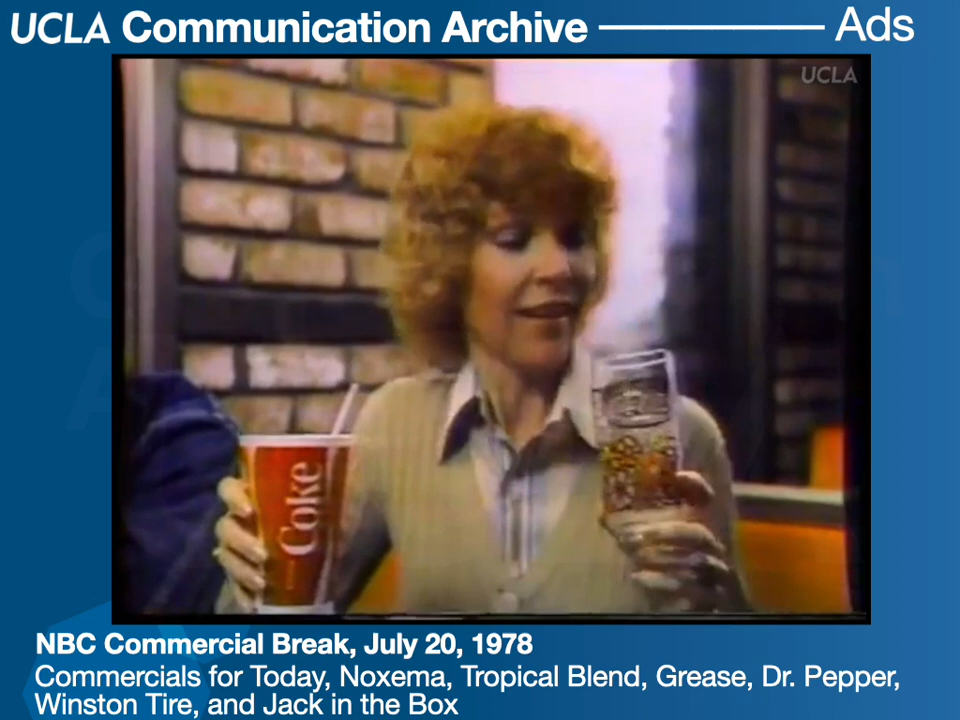 UCLA Communication Archive Ads
UCLA
Coke
NBC Commercial Break, July 20, 1978
Commercials for Today, Noxema, Tropical Blend, Grease, Dr. Pepper,
Winston Tire, and Jack in the Box